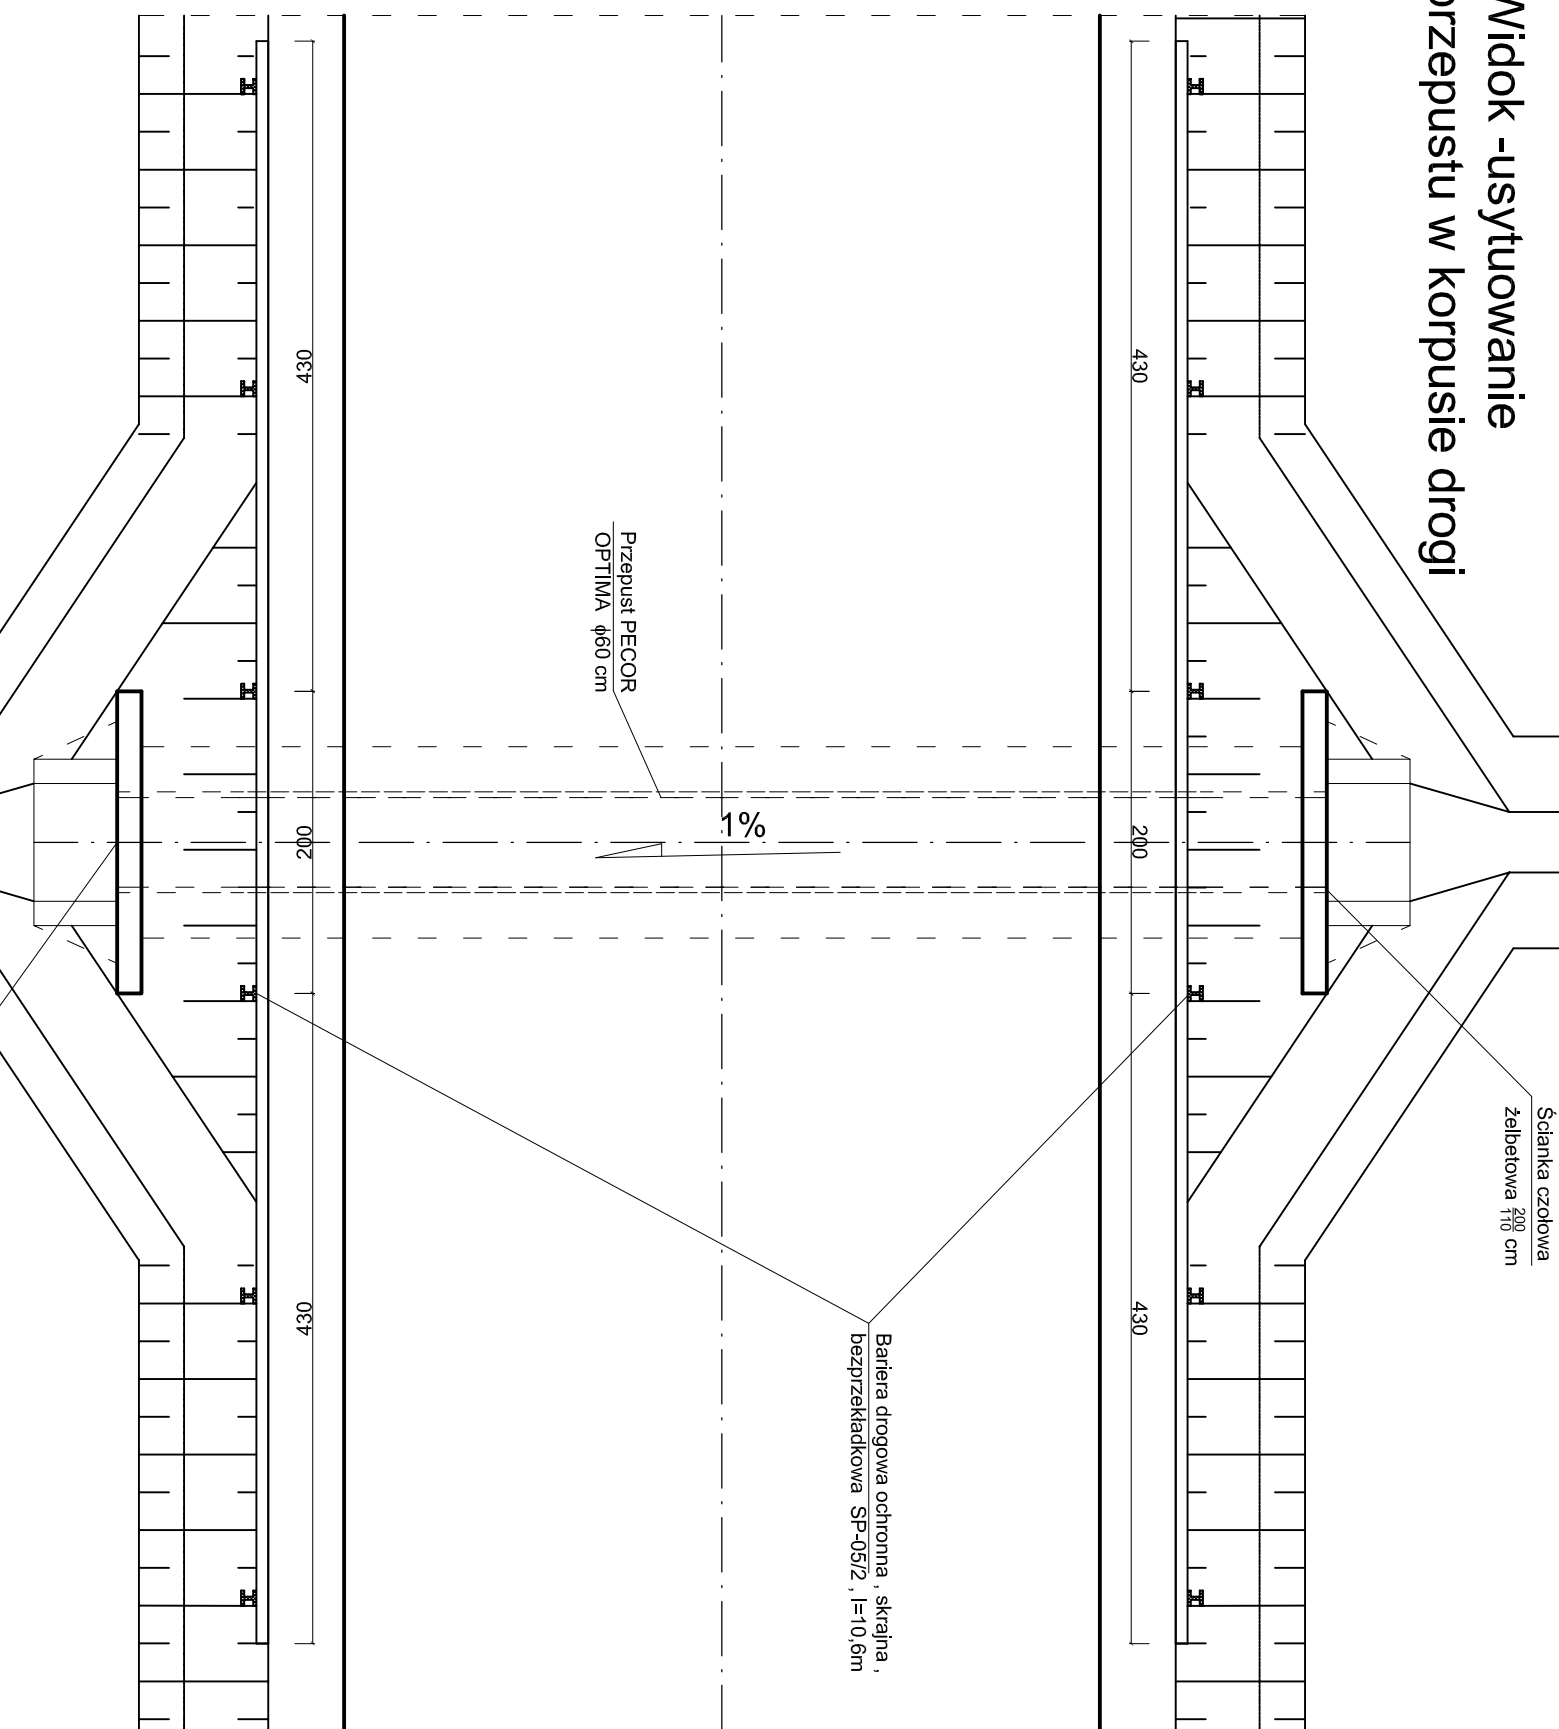 Widok -usytuowanie
przepustu w korpusie drogi
Ścianka czołowa
żelbetowa 200/110 cm
430
200
430
Bariera drogowa ochronna , skrajna ,
bezprzekładkowa SP-05/2 , l=10,6m
1%
Przepust PECOR
OPTIMA ϕ60 cm
430
200
430